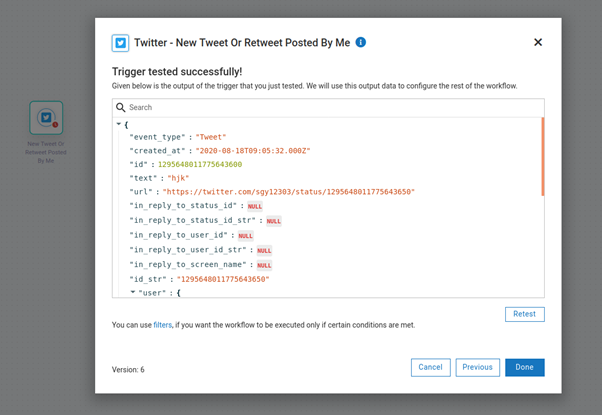 Twitter - New Tweet Or Retweet Posted By Me
Trigger tested successfully!
Given below is the output of the trigger that you just tested. We will use this output data to configure the rest of the workflow.
Search
{
"event_type" : "Tweet"
"created_at" : "2020-08-18T09:05:32.000Z"
"id" : 1295648011775643600
"text" : "hjk"
"url" : "https://twitter.com/sgy12303/status/1295648011775643650"
"in_reply_to_status_id" : NULL
"in_reply_to_status_id_str" : NULL
"in_reply_to_user_id" : NULL
"in_reply_to_user_id_str" : NULL
"in_reply_to_screen_name" : NULL
"id_str" : "1295648011775643650"
"user" : {
Retest
You can use filters, if you want the workflow to be executed only if certain conditions are met.
Version: 6
Cancel
Previous
Done
New Tweet Or
Retweet Posted
By Me